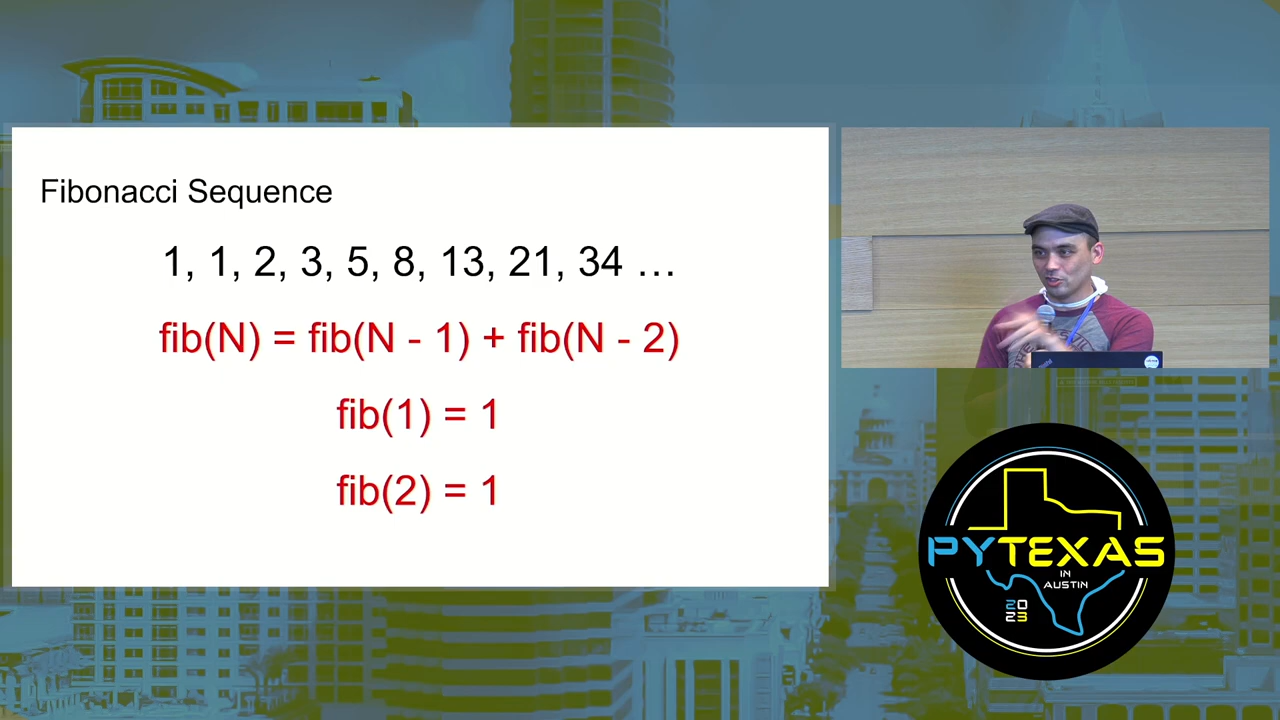 Fibonacci Sequence
1, 1, 2, 3, 5, 8, 13, 21, 34 …
fib(N) = fib(N - 1) + fib(N - 2)
fib(1) = 1
fib(2) = 1
PYTEXAS
IN
AUSTIN
20
23